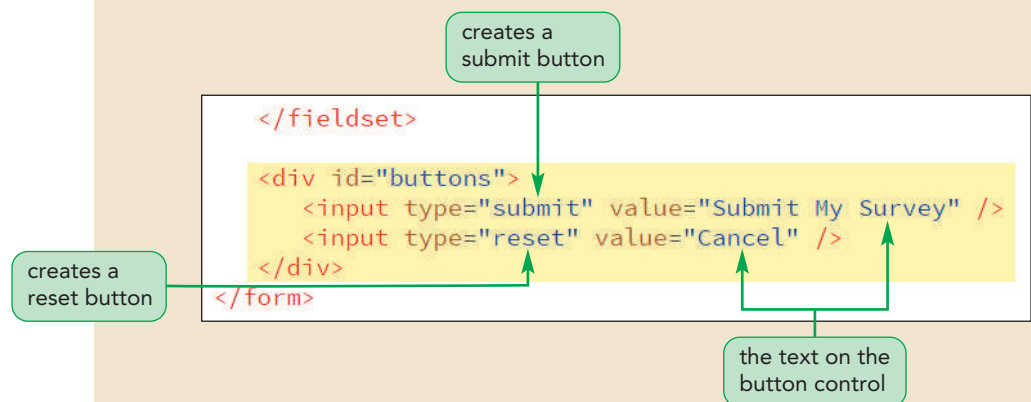 creates a
submit button
</fieldset>
<div id="buttons">
<input type="submit" value="Submit My Survey" />
<input type="reset" value="Cancel" />
</div>
</form>
creates a
reset button
the text on the
button control